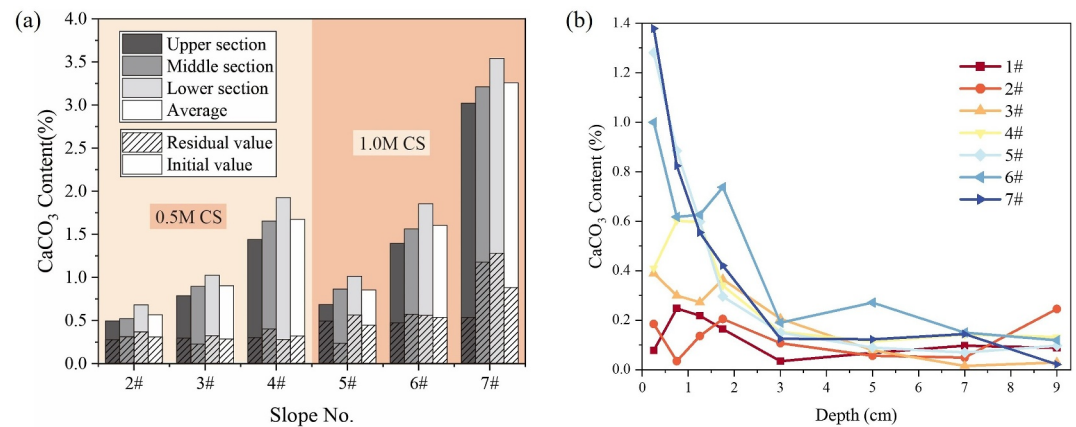 (a)
CaCO3 Content(%)
4.0
3.5
3.0
2.5
2.0
1.5
1.0
0.5
0.0
Upper section
Middle section
Lower section
Average
Residual value
Initial value
0.5M CS
1.0M CS
2# 3# 4# 5# 6# 7#
Slope No.
(b)
CaCO3 Content (%)
1.4
1.2
1.0
0.8
0.6
0.4
0.2
0.0
1#
2#
3#
4#
5#
6#
7#
0 1 2 3 4 5 6 7 8 9
Depth (cm)